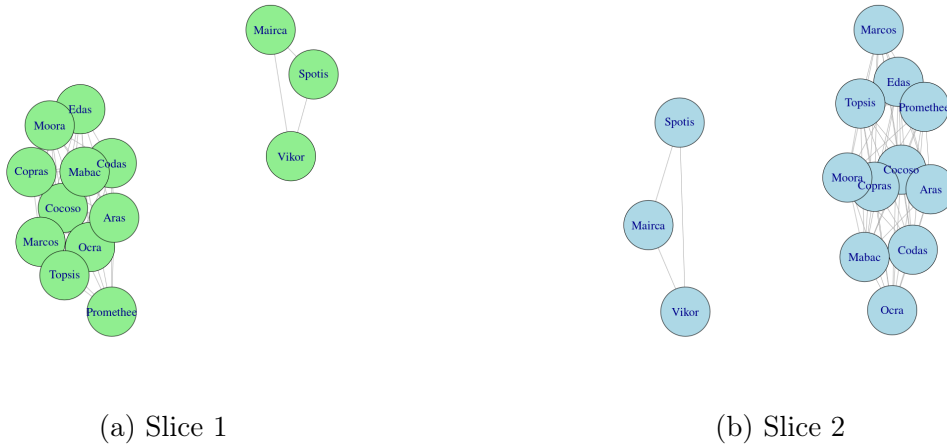 Mairca
Spotis
Vikor
Edas
Moora
Codas
Copras
Mabac
Cocoso
Aras
Marcos
Ocra
Topsis
Promethee
(a) Slice 1
Marcos
Edas
Topsis
Promethee
Spotis
Cocoso
Moora
Copras
Aras
Mairca
Codas
Mabac
Vikor
Ocra
(b) Slice 2